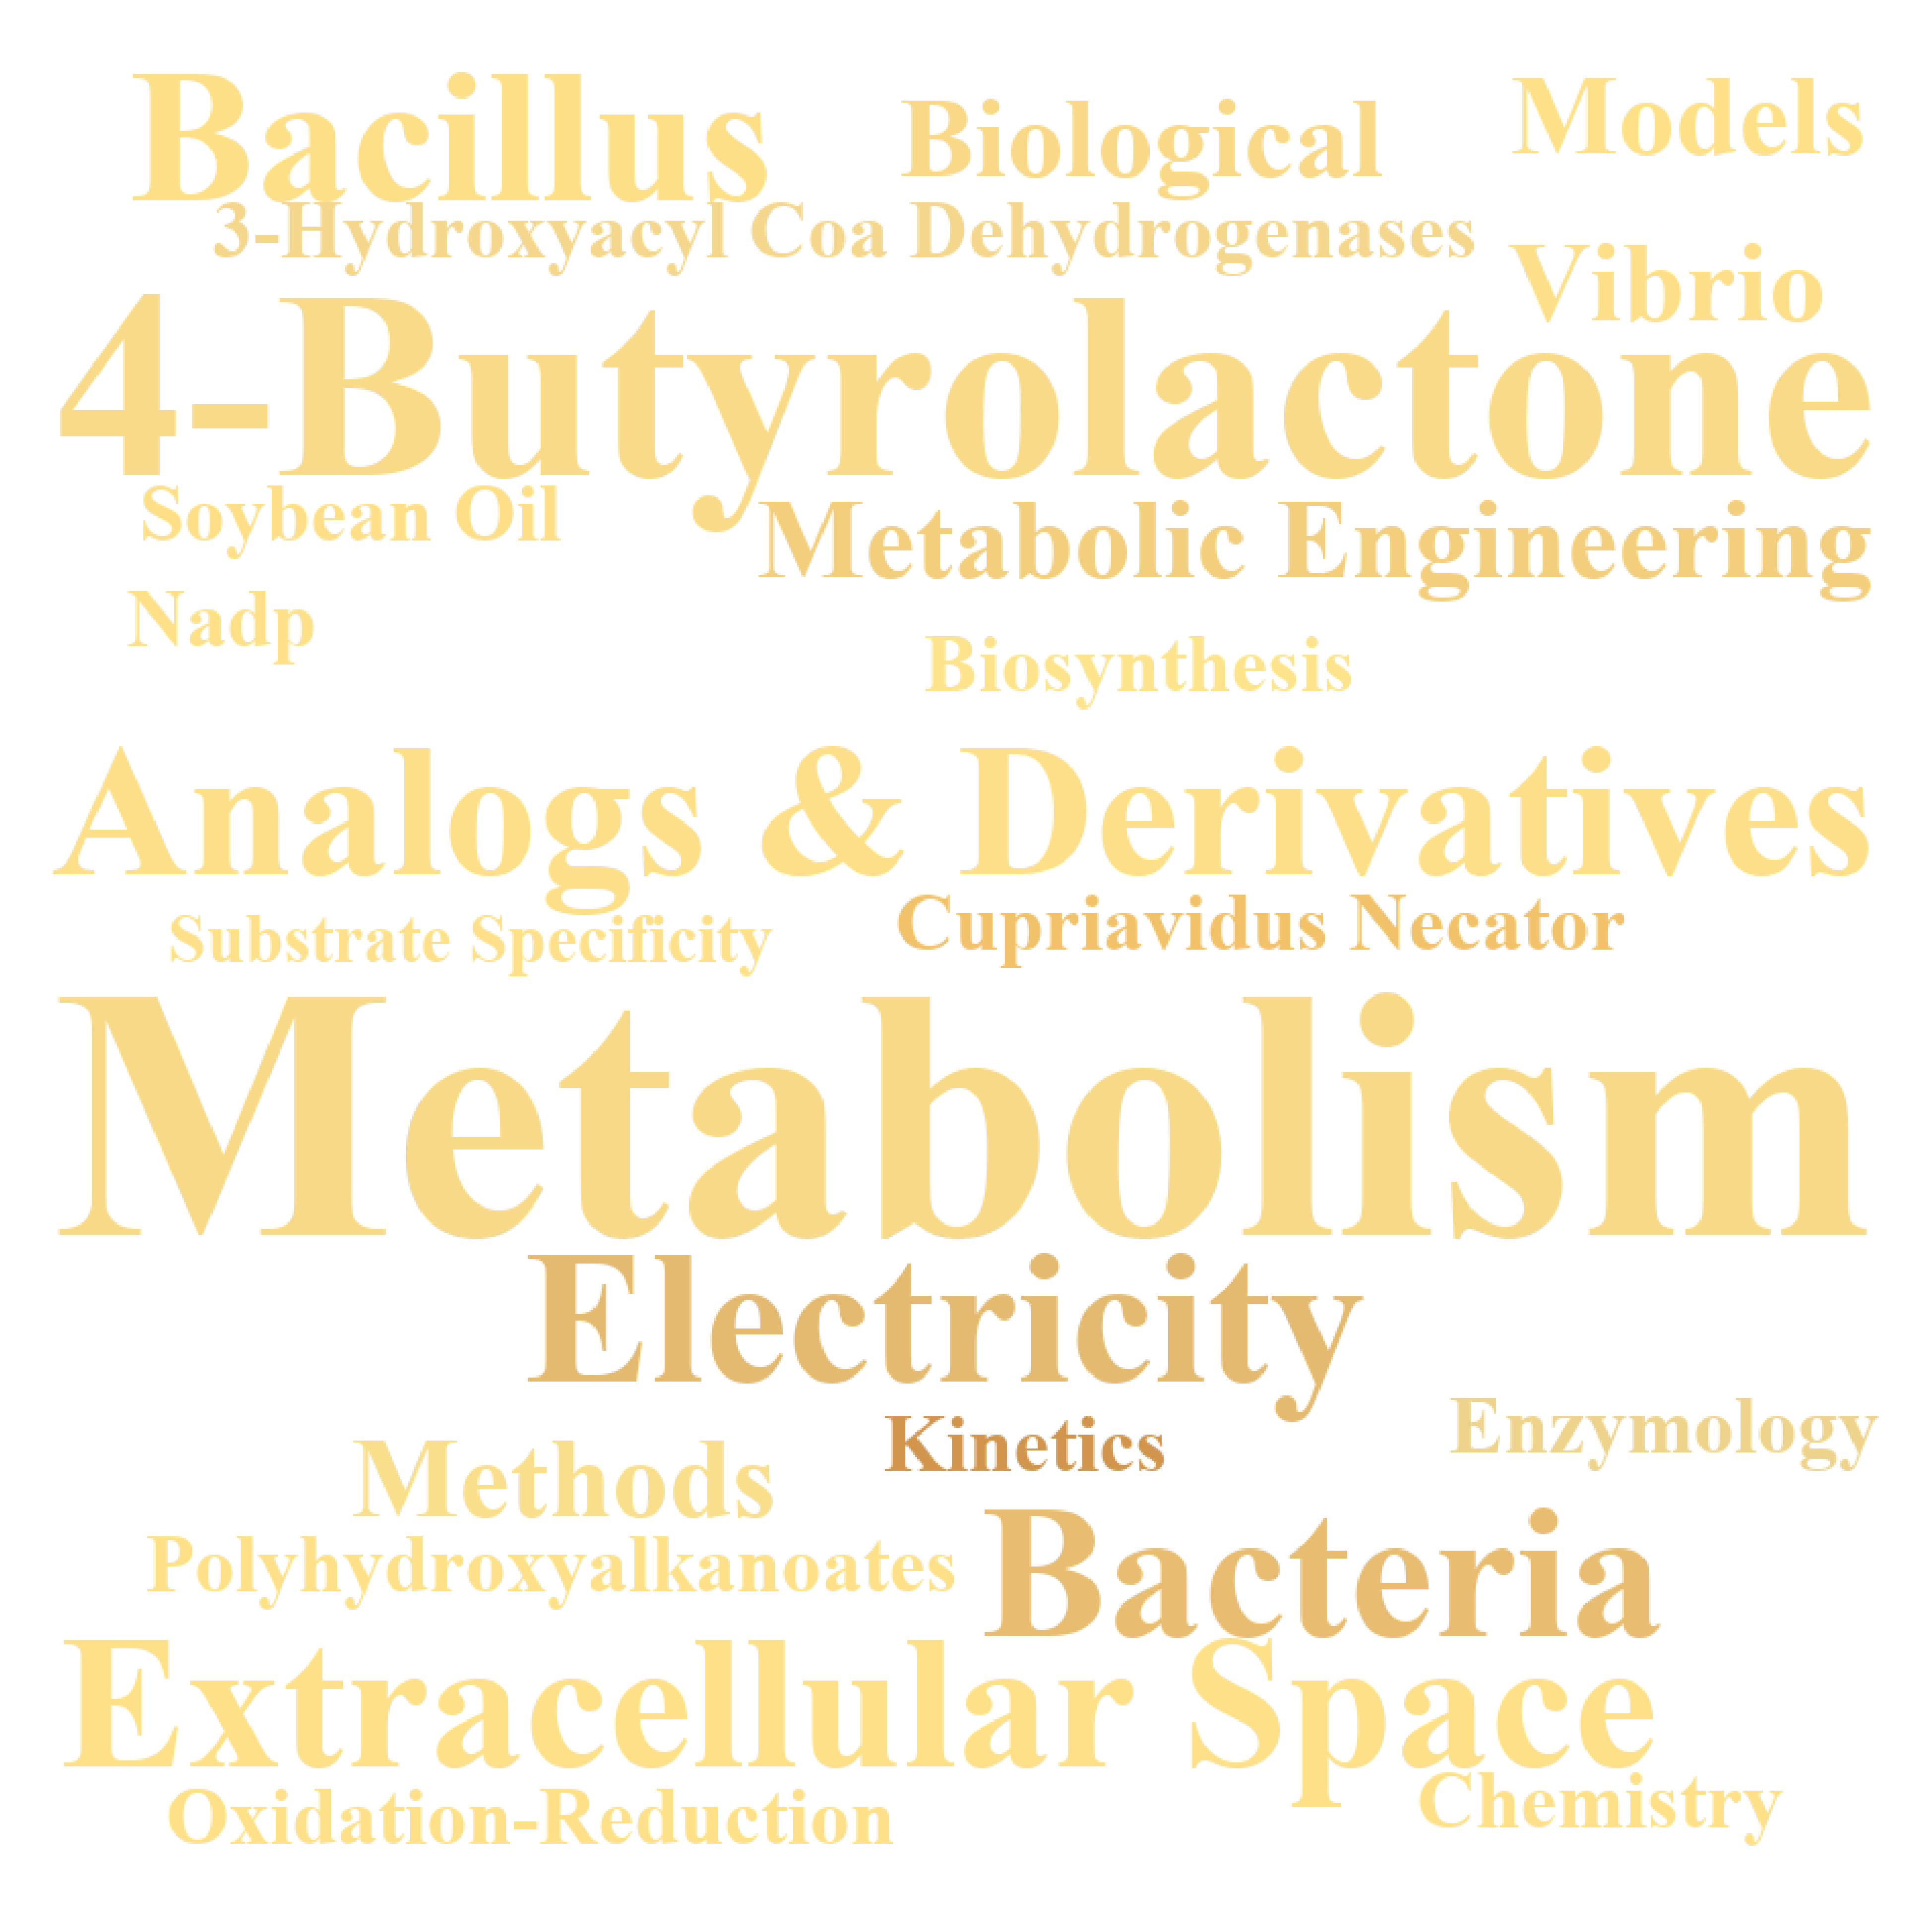 Bacillus
Biological
Models
3-Hydroxyacyl Coa Dehydrogenases
Vibrio
4-Butyrolactone
Soybean Oil
Metabolic Engineering
Nadp
Biosynthesis
Analogs & Derivatives
Substrate Specificity
Cupriavidus Necator
Metabolism
Electricity
Kinetics
Enzymology
Methods
Polyhydroxyalkanoates
Bacteria
Extracellular Space
Oxidation-Reduction
Chemistry